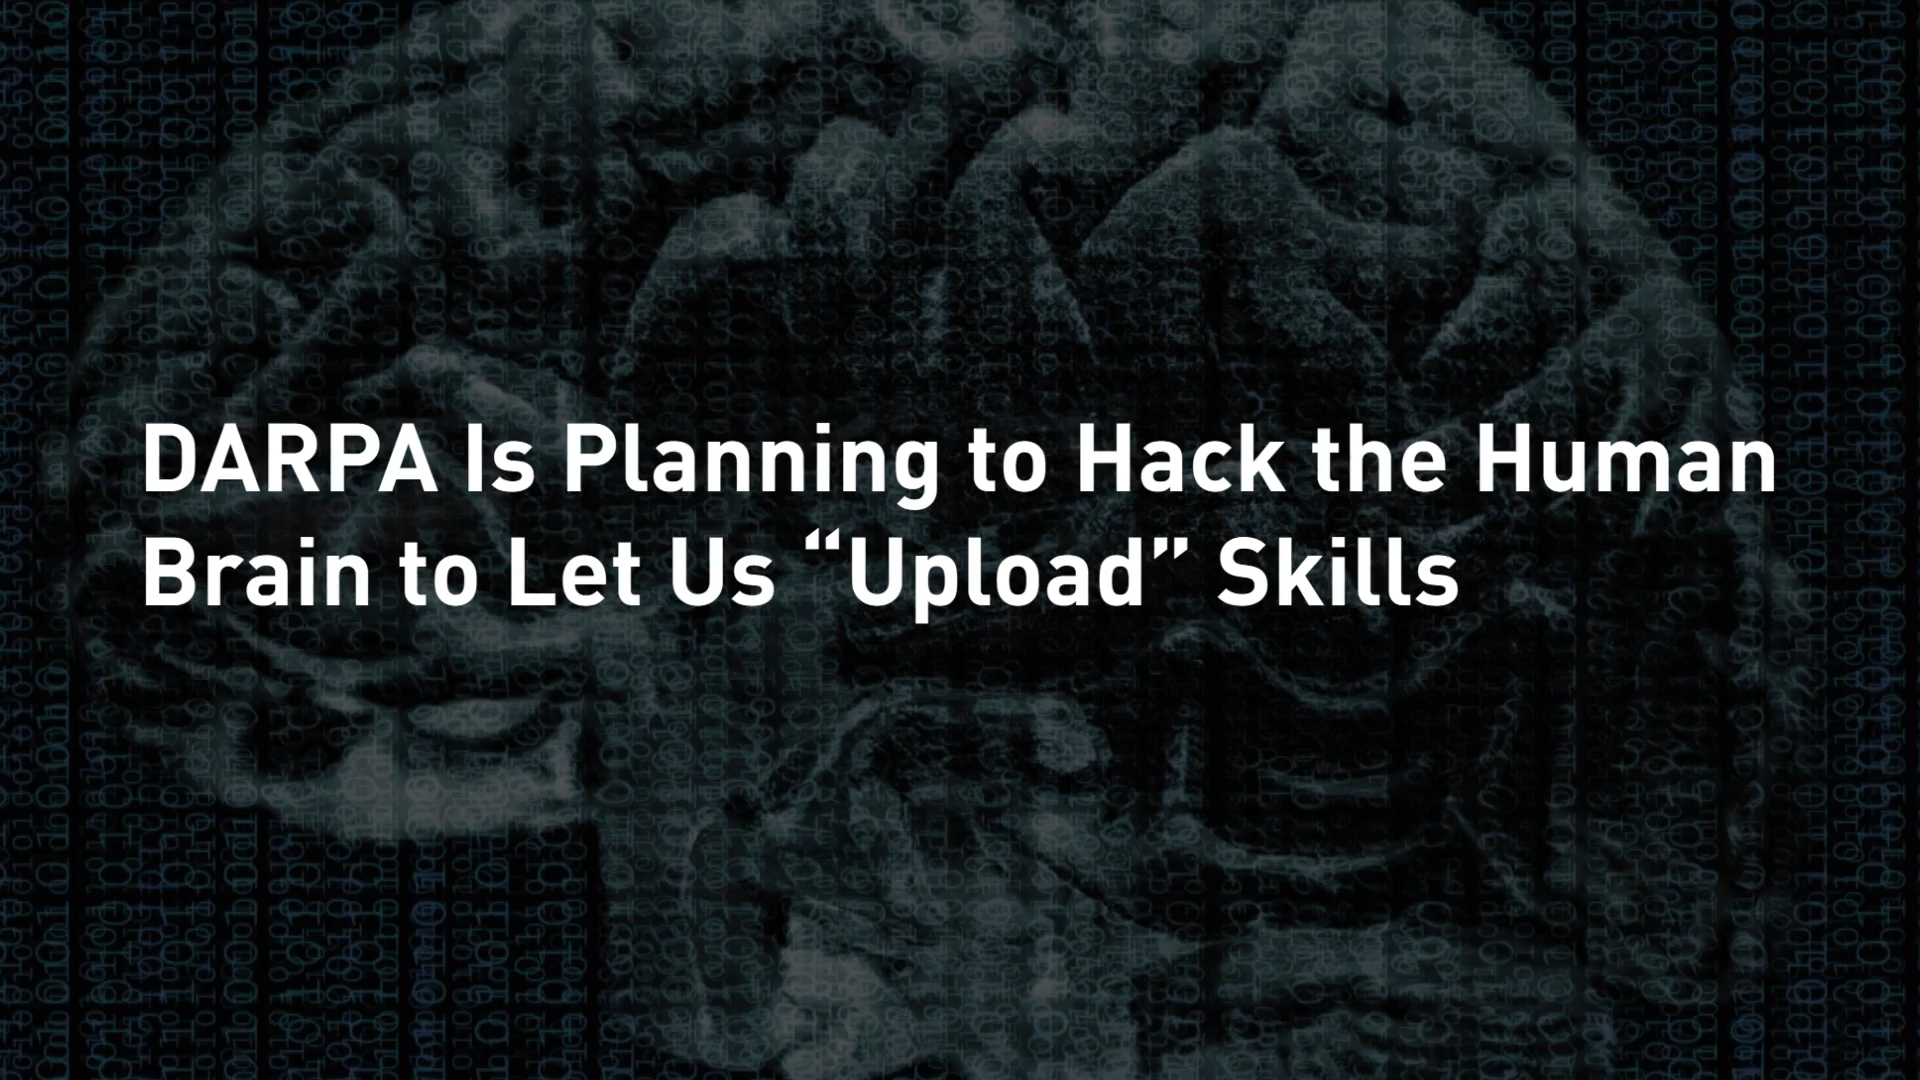 DARPA Is Planning to Hack the Human
Brain to Let Us “Upload” Skills